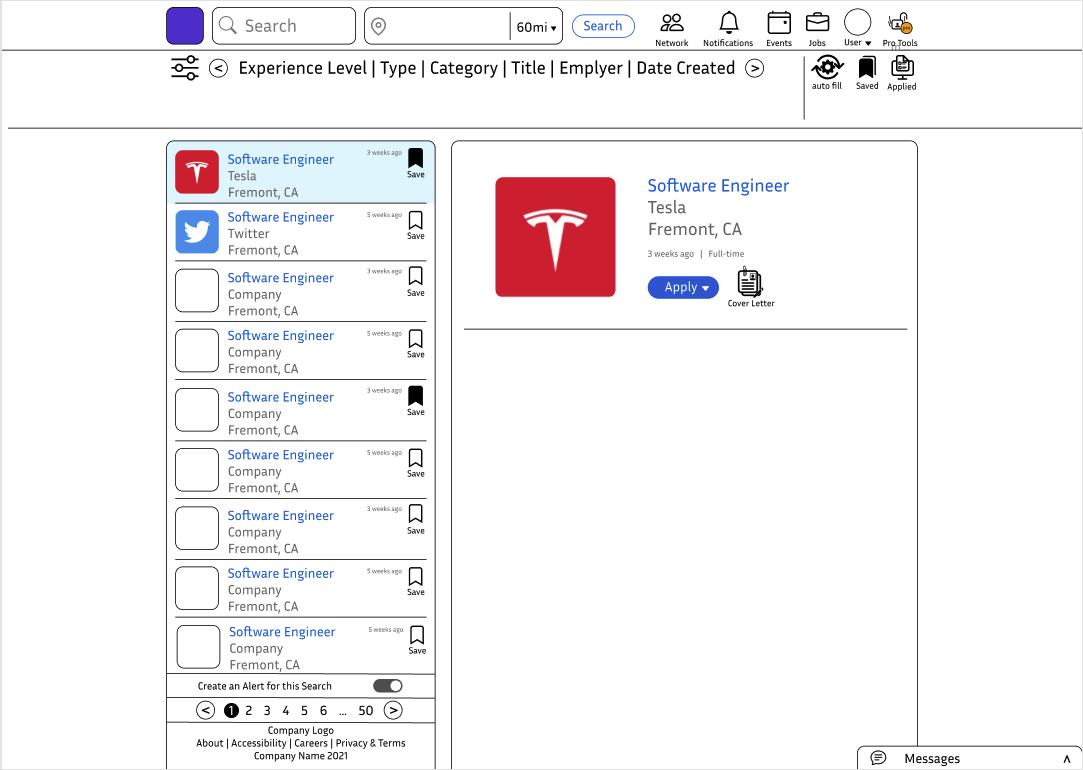 Search
60mi
Search
Network
Notifications
Events
Jobs
User
Pro Tools
< Experience Level | Type | Category | Title | Emplyer | Date Created >
auto fill
Saved
Applied
Software Engineer
Tesla
Fremont, CA
3 weeks ago
Save
Software Engineer
Twitter
Fremont, CA
5 weeks ago
Save
Software Engineer
Company
Fremont, CA
3 weeks ago
Save
Software Engineer
Company
Fremont, CA
5 weeks ago
Save
Software Engineer
Company
Fremont, CA
3 weeks ago
Save
Software Engineer
Company
Fremont, CA
5 weeks ago
Save
Software Engineer
Company
Fremont, CA
3 weeks ago
Save
Software Engineer
Company
Fremont, CA
5 weeks ago
Save
Software Engineer
Company
Fremont, CA
5 weeks ago
Save
Create an Alert for this Search
< 1 2 3 4 5 6 ... 50 >
Company Logo
About | Accessibility | Careers | Privacy & Terms
Company Name 2021
Software Engineer
Tesla
Fremont, CA
3 weeks ago | Full-time
Apply
Cover Letter
Messages